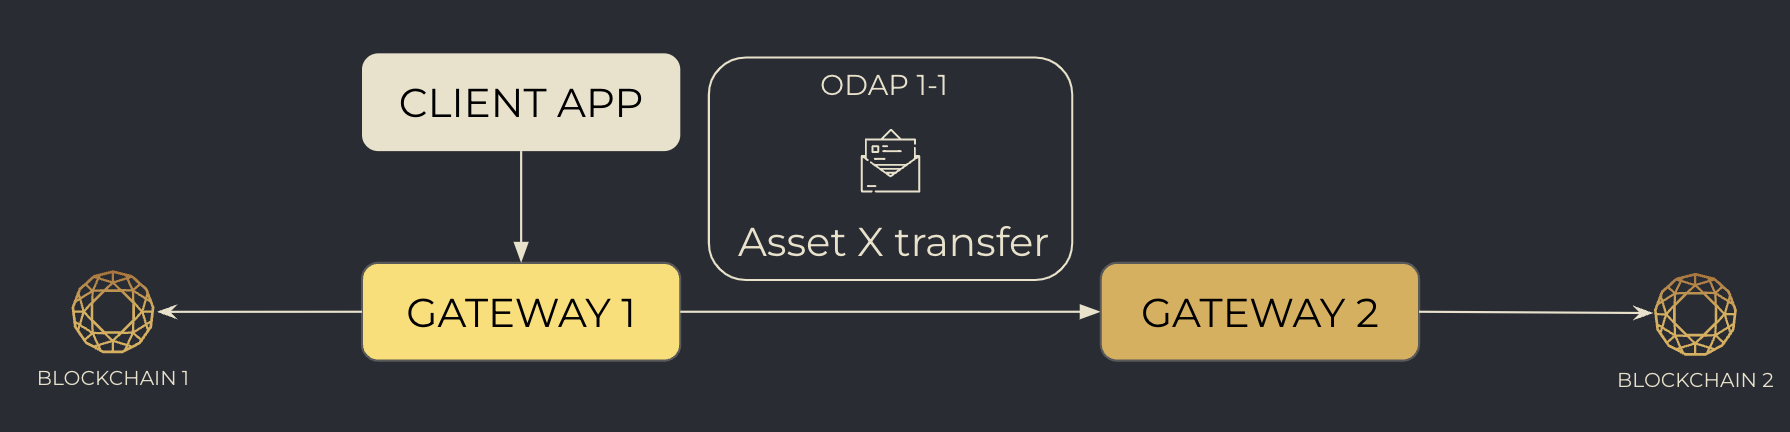 CLIENT APP
ODAP 1-1
Asset X transfer
GATEWAY 1
GATEWAY 2
BLOCKCHAIN 1
BLOCKCHAIN 2